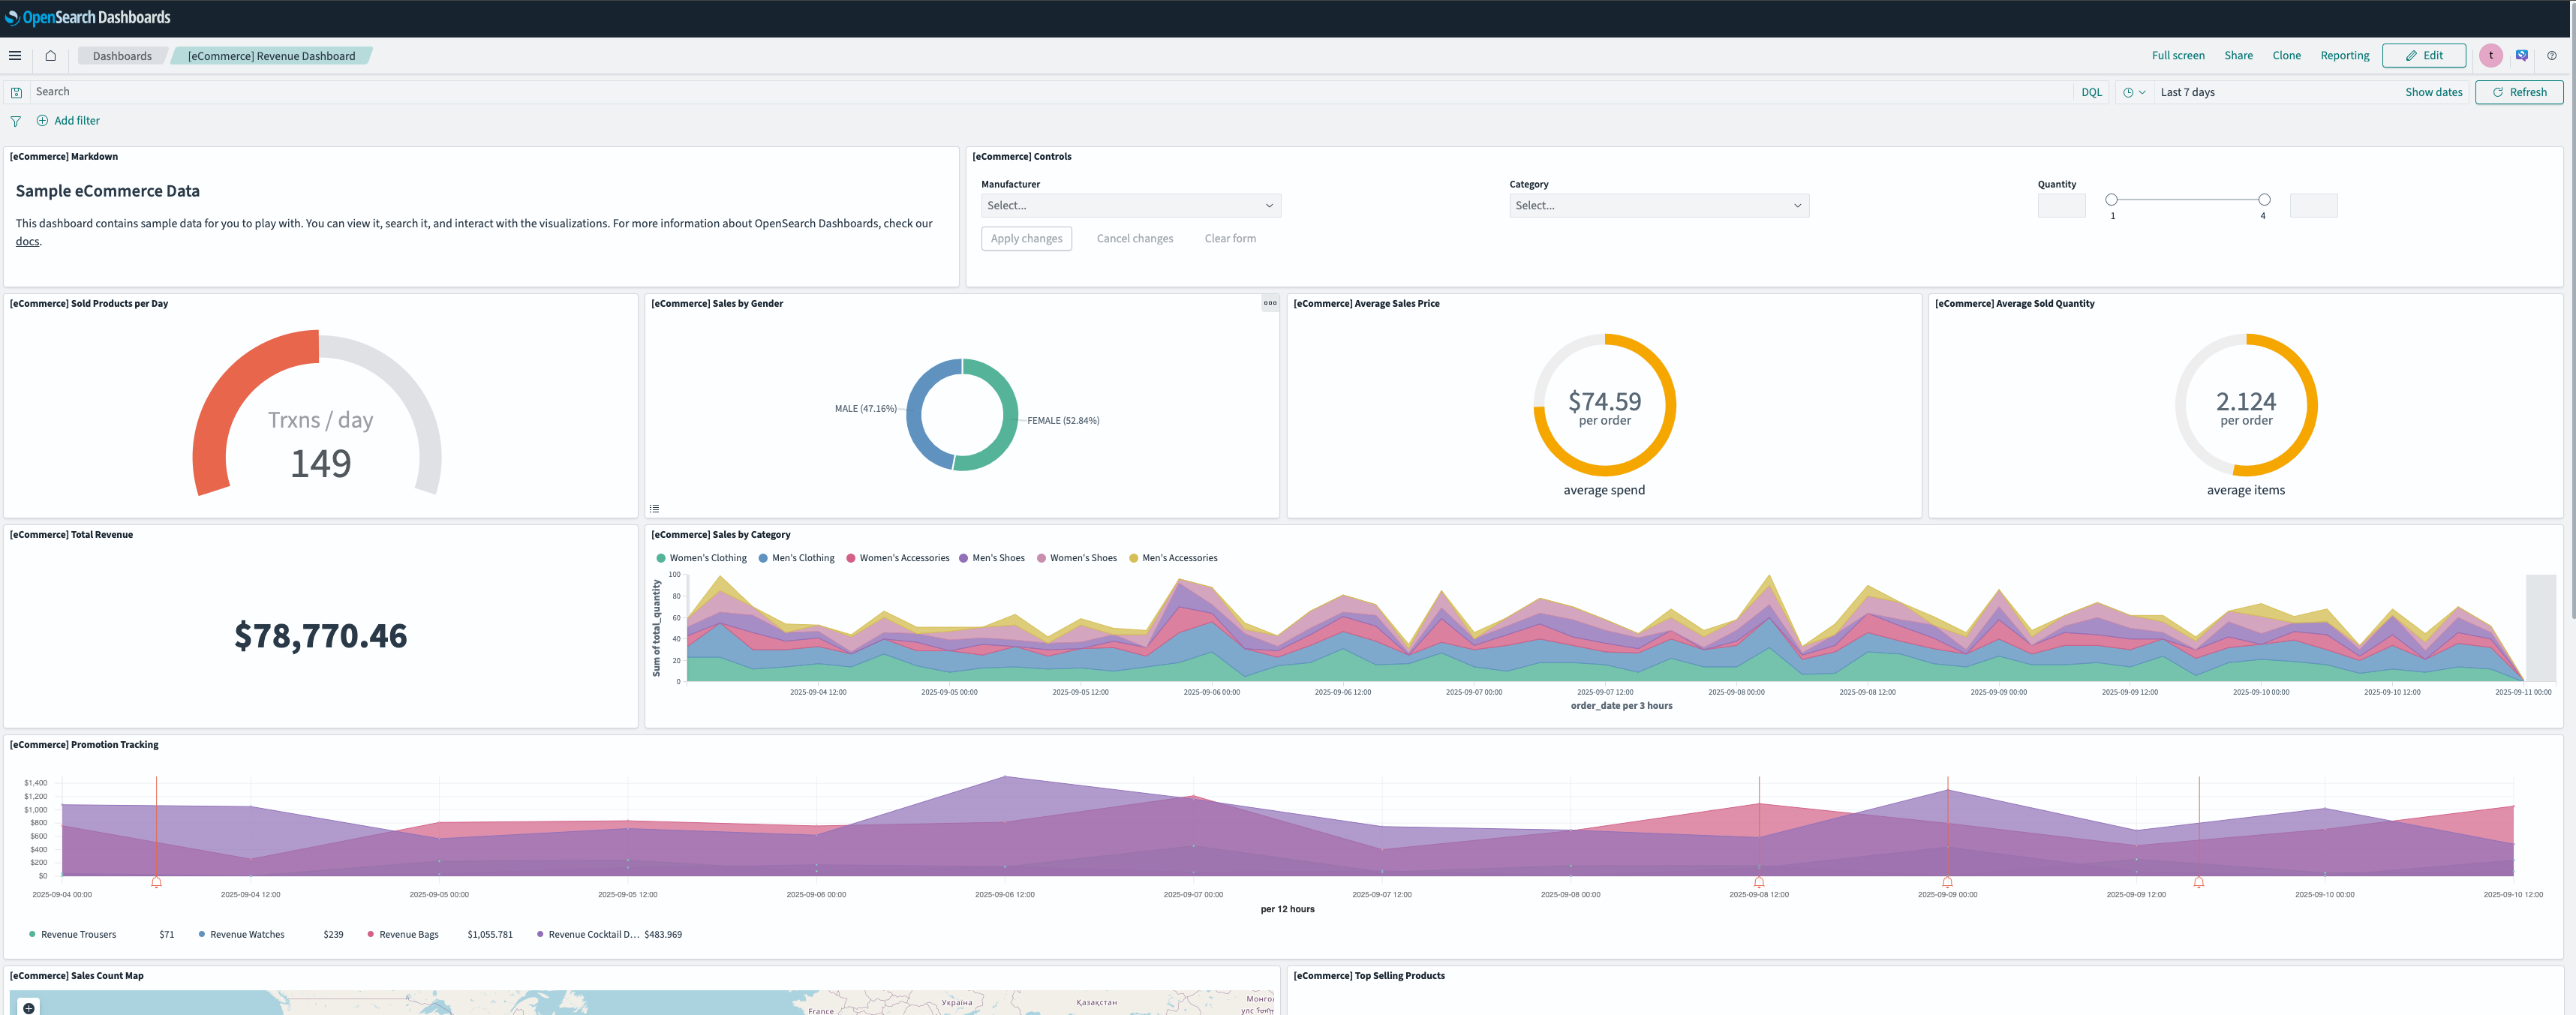 OpenSearch Dashboards
Dashboards
[eCommerce] Revenue Dashboard
Full screen
Share
Clone
Reporting
Edit
t
Search
DQL
Last 7 days
Show dates
Refresh
Add filter
[eCommerce] Markdown
Sample eCommerce Data
This dashboard contains sample data for you to play with. You can view it, search it, and interact with the visualizations. For more information about OpenSearch Dashboards, check our
docs.
[eCommerce] Controls
Manufacturer
Select...
Category
Select...
Quantity
1
4
Apply changes
Cancel changes
Clear form
[eCommerce] Sold Products per Day
Trxns / day
149
[eCommerce] Sales by Gender
MALE (47.16%)
FEMALE (52.84%)
[eCommerce] Average Sales Price
$74.59
per order
average spend
[eCommerce] Average Sold Quantity
2.124
per order
average items
[eCommerce] Total Revenue
$78,770.46
[eCommerce] Sales by Category
Women's Clothing
Men's Clothing
Women's Accessories
Men's Shoes
Women's Shoes
Men's Accessories
Sum of total_quantity
100
80
60
40
20
0
2025-09-04 12:00
2025-09-05 00:00
2025-09-05 12:00
2025-09-06 00:00
2025-09-06 12:00
2025-09-07 00:00
2025-09-07 12:00
2025-09-08 00:00
2025-09-08 12:00
2025-09-09 00:00
2025-09-09 12:00
2025-09-10 00:00
2025-09-10 12:00
2025-09-11 00:00
order_date per 3 hours
[eCommerce] Promotion Tracking
$1,400
$1,200
$1,000
$800
$600
$400
$200
$0
2025-09-04 00:00
2025-09-04 12:00
2025-09-05 00:00
2025-09-05 12:00
2025-09-06 00:00
2025-09-06 12:00
2025-09-07 00:00
2025-09-07 12:00
2025-09-08 00:00
2025-09-08 12:00
2025-09-09 00:00
2025-09-09 12:00
2025-09-10 00:00
2025-09-10 12:00
per 12 hours
Revenue Trousers $71
Revenue Watches $239
Revenue Bags $1,055.781
Revenue Cocktail D... $483.969
[eCommerce] Sales Count Map
France
Україна
Қазақстан
[eCommerce] Top Selling Products